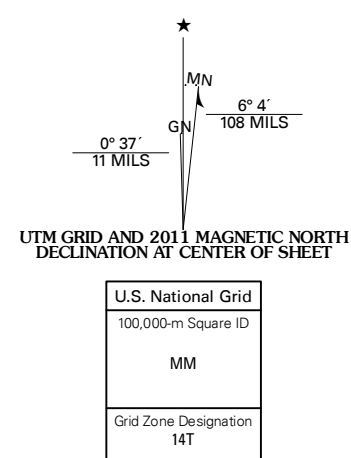 ★
MN
GN
6° 4´
108 MILS
0° 37´
11 MILS
UTM GRID AND 2011 MAGNETIC NORTH
DECLINATION AT CENTER OF SHEET
U.S. National Grid
100,000-m Square ID
MM
Grid Zone Designation
14T